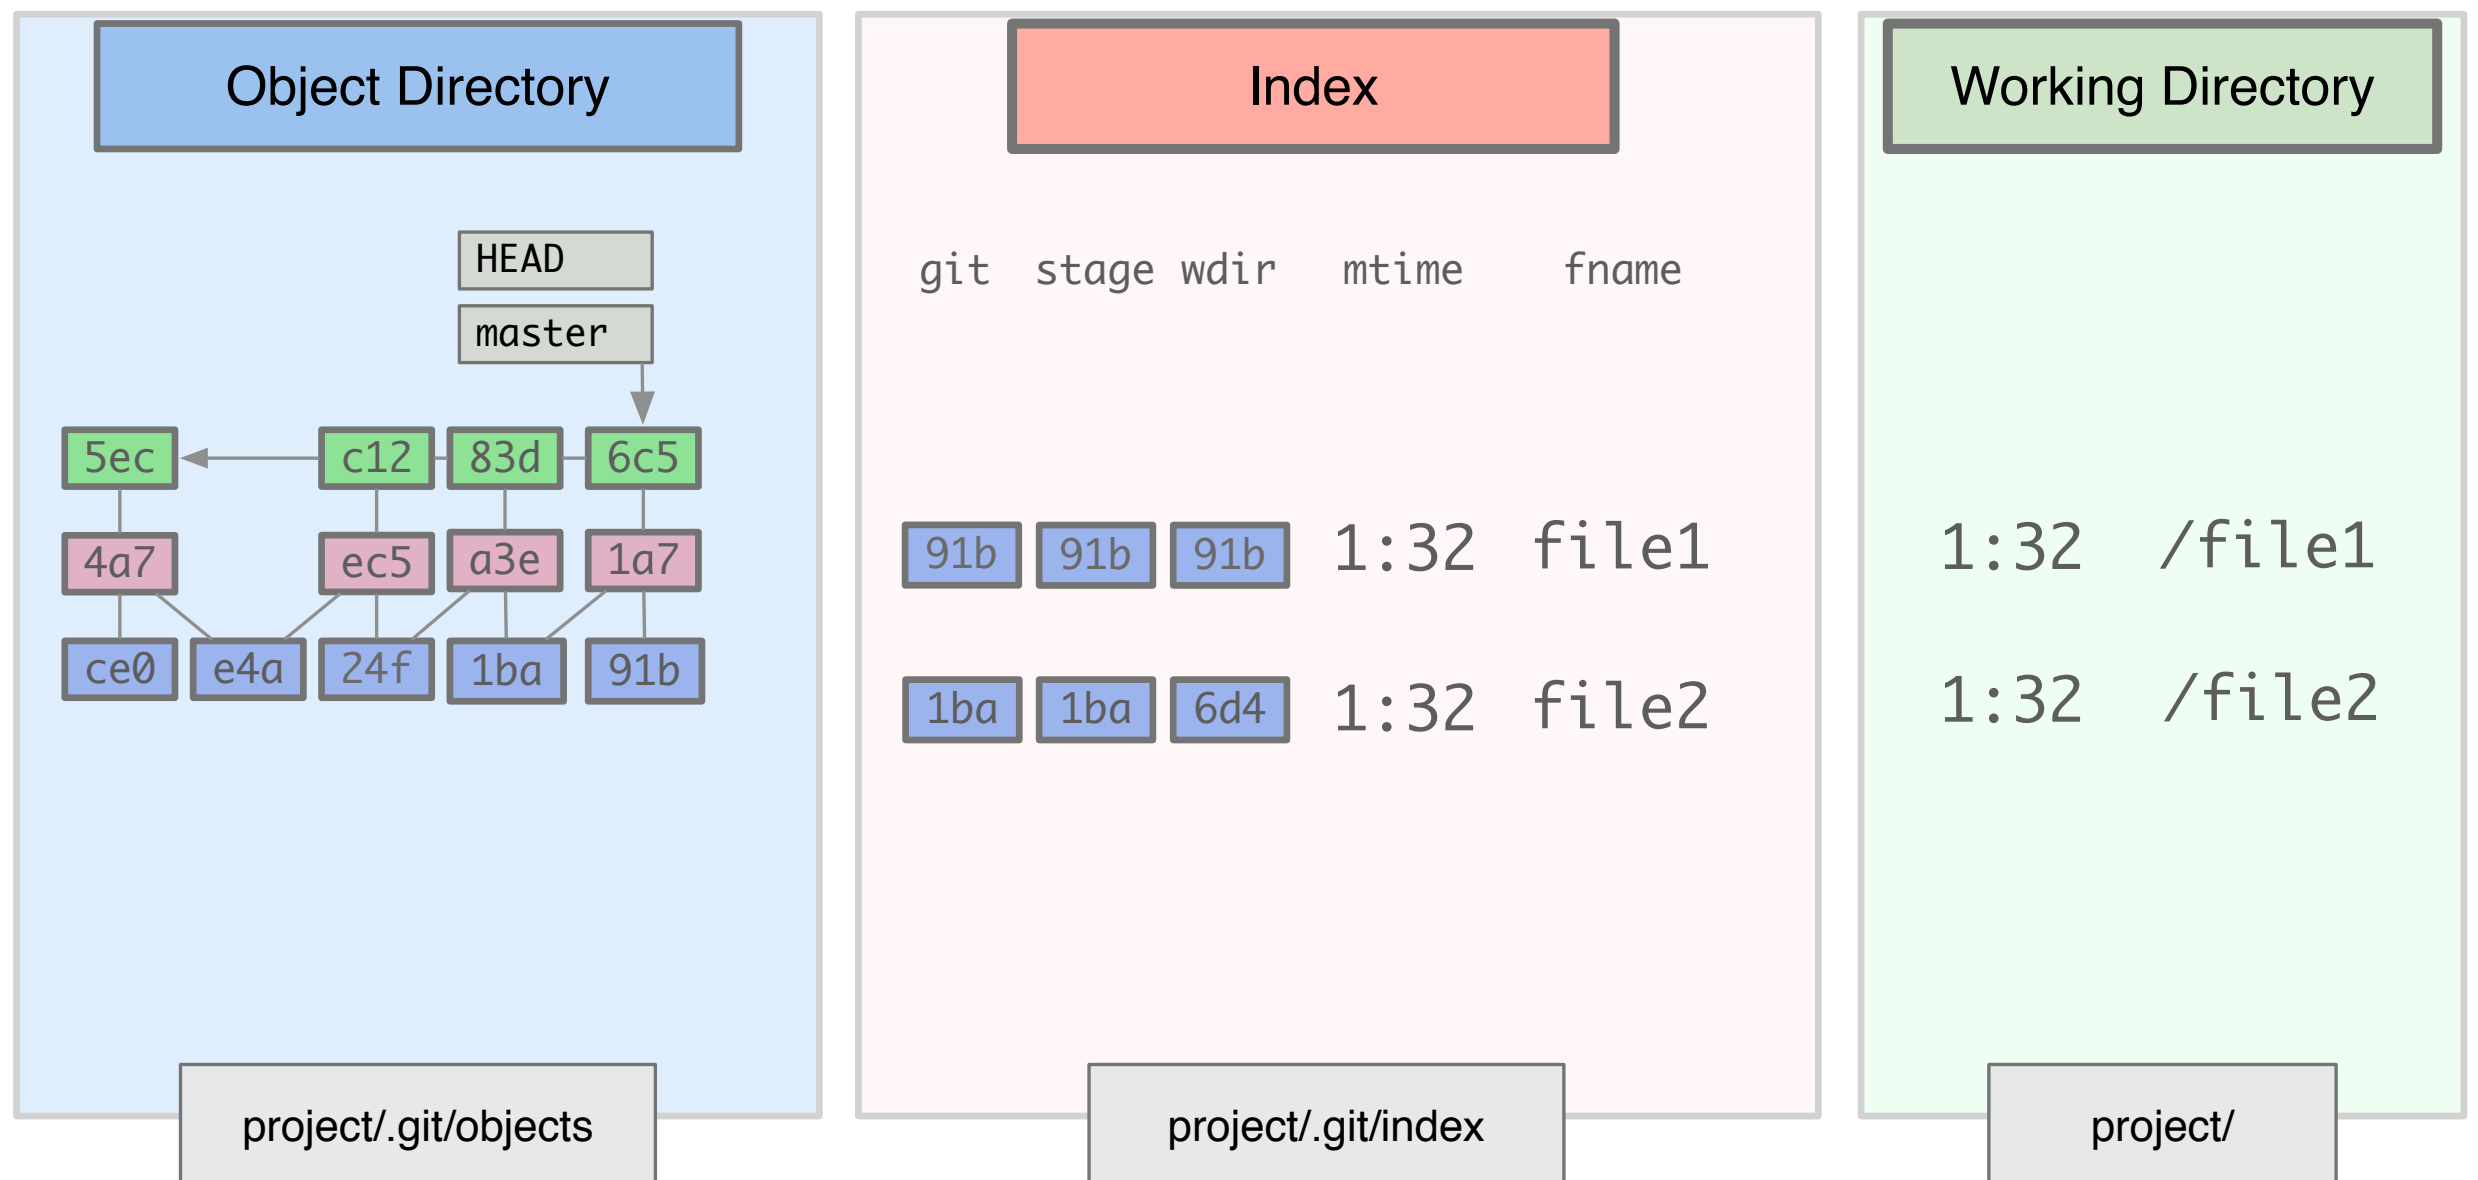 Object Directory
HEAD
master
5ec c12 83d 6c5
4a7 ec5 a3e 1a7
ce0 e4a 24f 1ba 91b
project/.git/objects
Index
git stage wdir mtime fname
91b 91b 91b 1:32 file1
1ba 1ba 6d4 1:32 file2
project/.git/index
Working Directory
1:32 /file1
1:32 /file2
project/